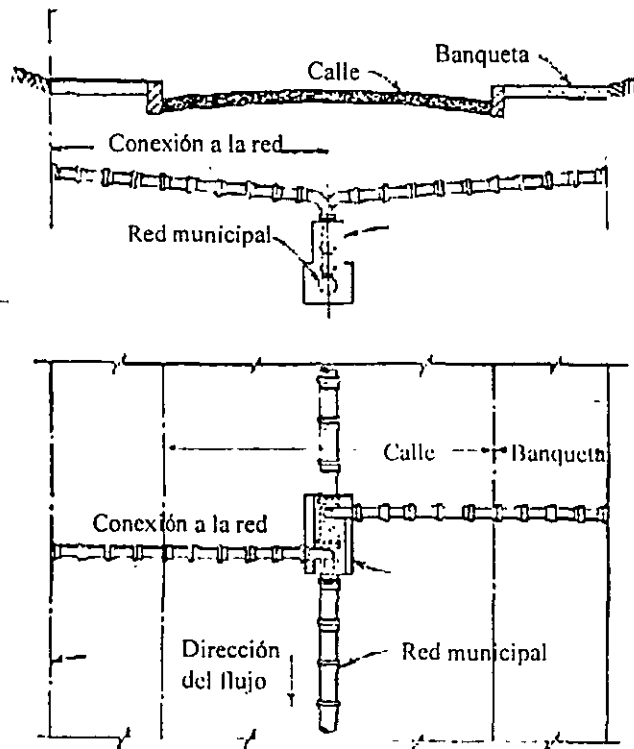 Calle
Banqueta
Conexión a la red
Red municipal
Calle
Banqueta
Conexión a la red
Dirección
del flujo
Red municipal